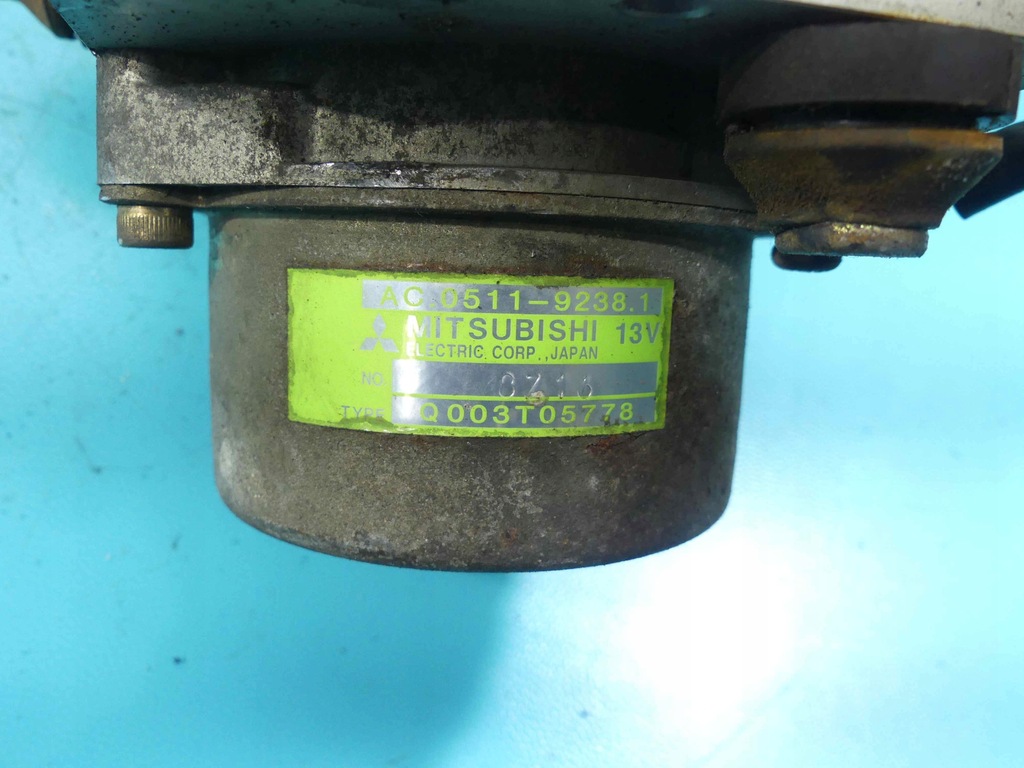 AC.0511-9238.1
MITSUBISHI 13V
ELECTRIC. CORP., JAPAN
NO.
TYPE Q003T05778